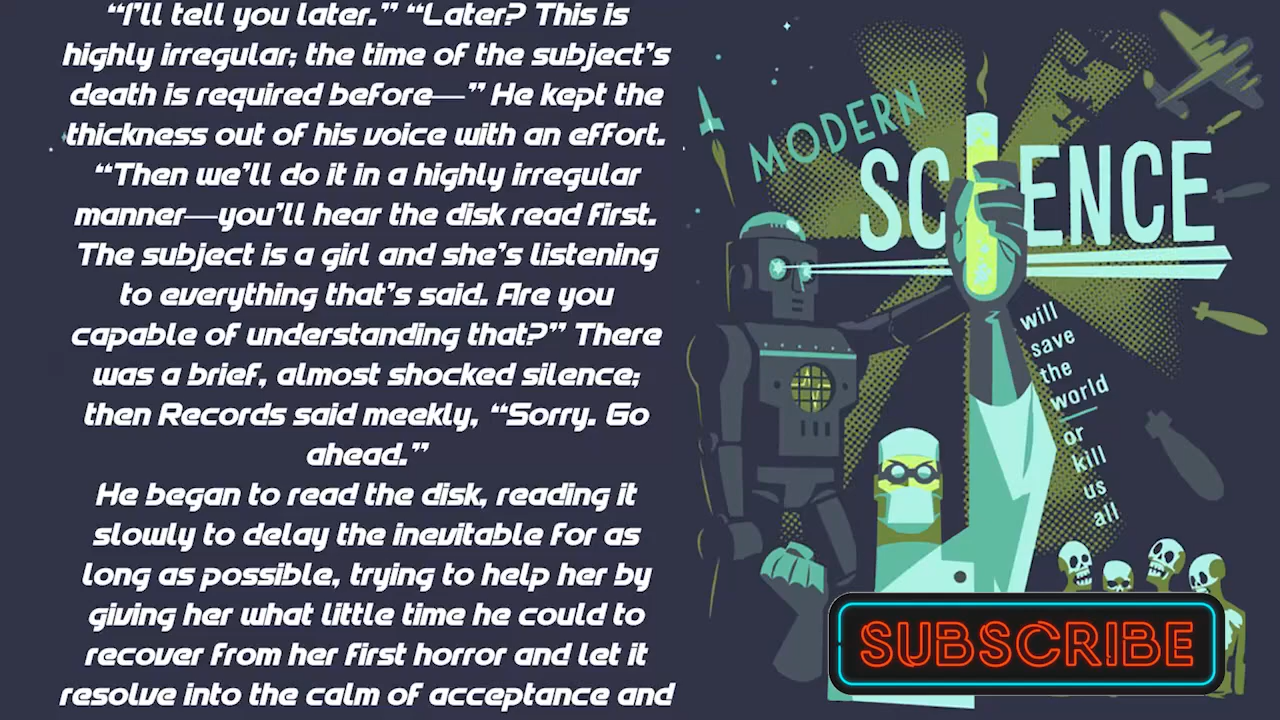 “I’ll tell you later.” “Later? This is
highly irregular; the time of the subject’s
death is required before—” He kept the
thickness out of his voice with an effort.
“Then we’ll do it in a highly irregular
manner—you’ll hear the disk read first.
The subject is a girl and she’s listening
to everything that’s said. Are you
capable of understanding that?” There
was a brief, almost shocked silence;
then Records said meekly, “Sorry. Go
ahead.”
He began to read the disk, reading it
slowly to delay the inevitable for as
long as possible, trying to help her by
giving her what little time he could to
recover from her first horror and let it
resolve into the calm of acceptance and
MODERN
SCIENCE
will
save
the
world
or
kill
us
all
SUBSCRIBE